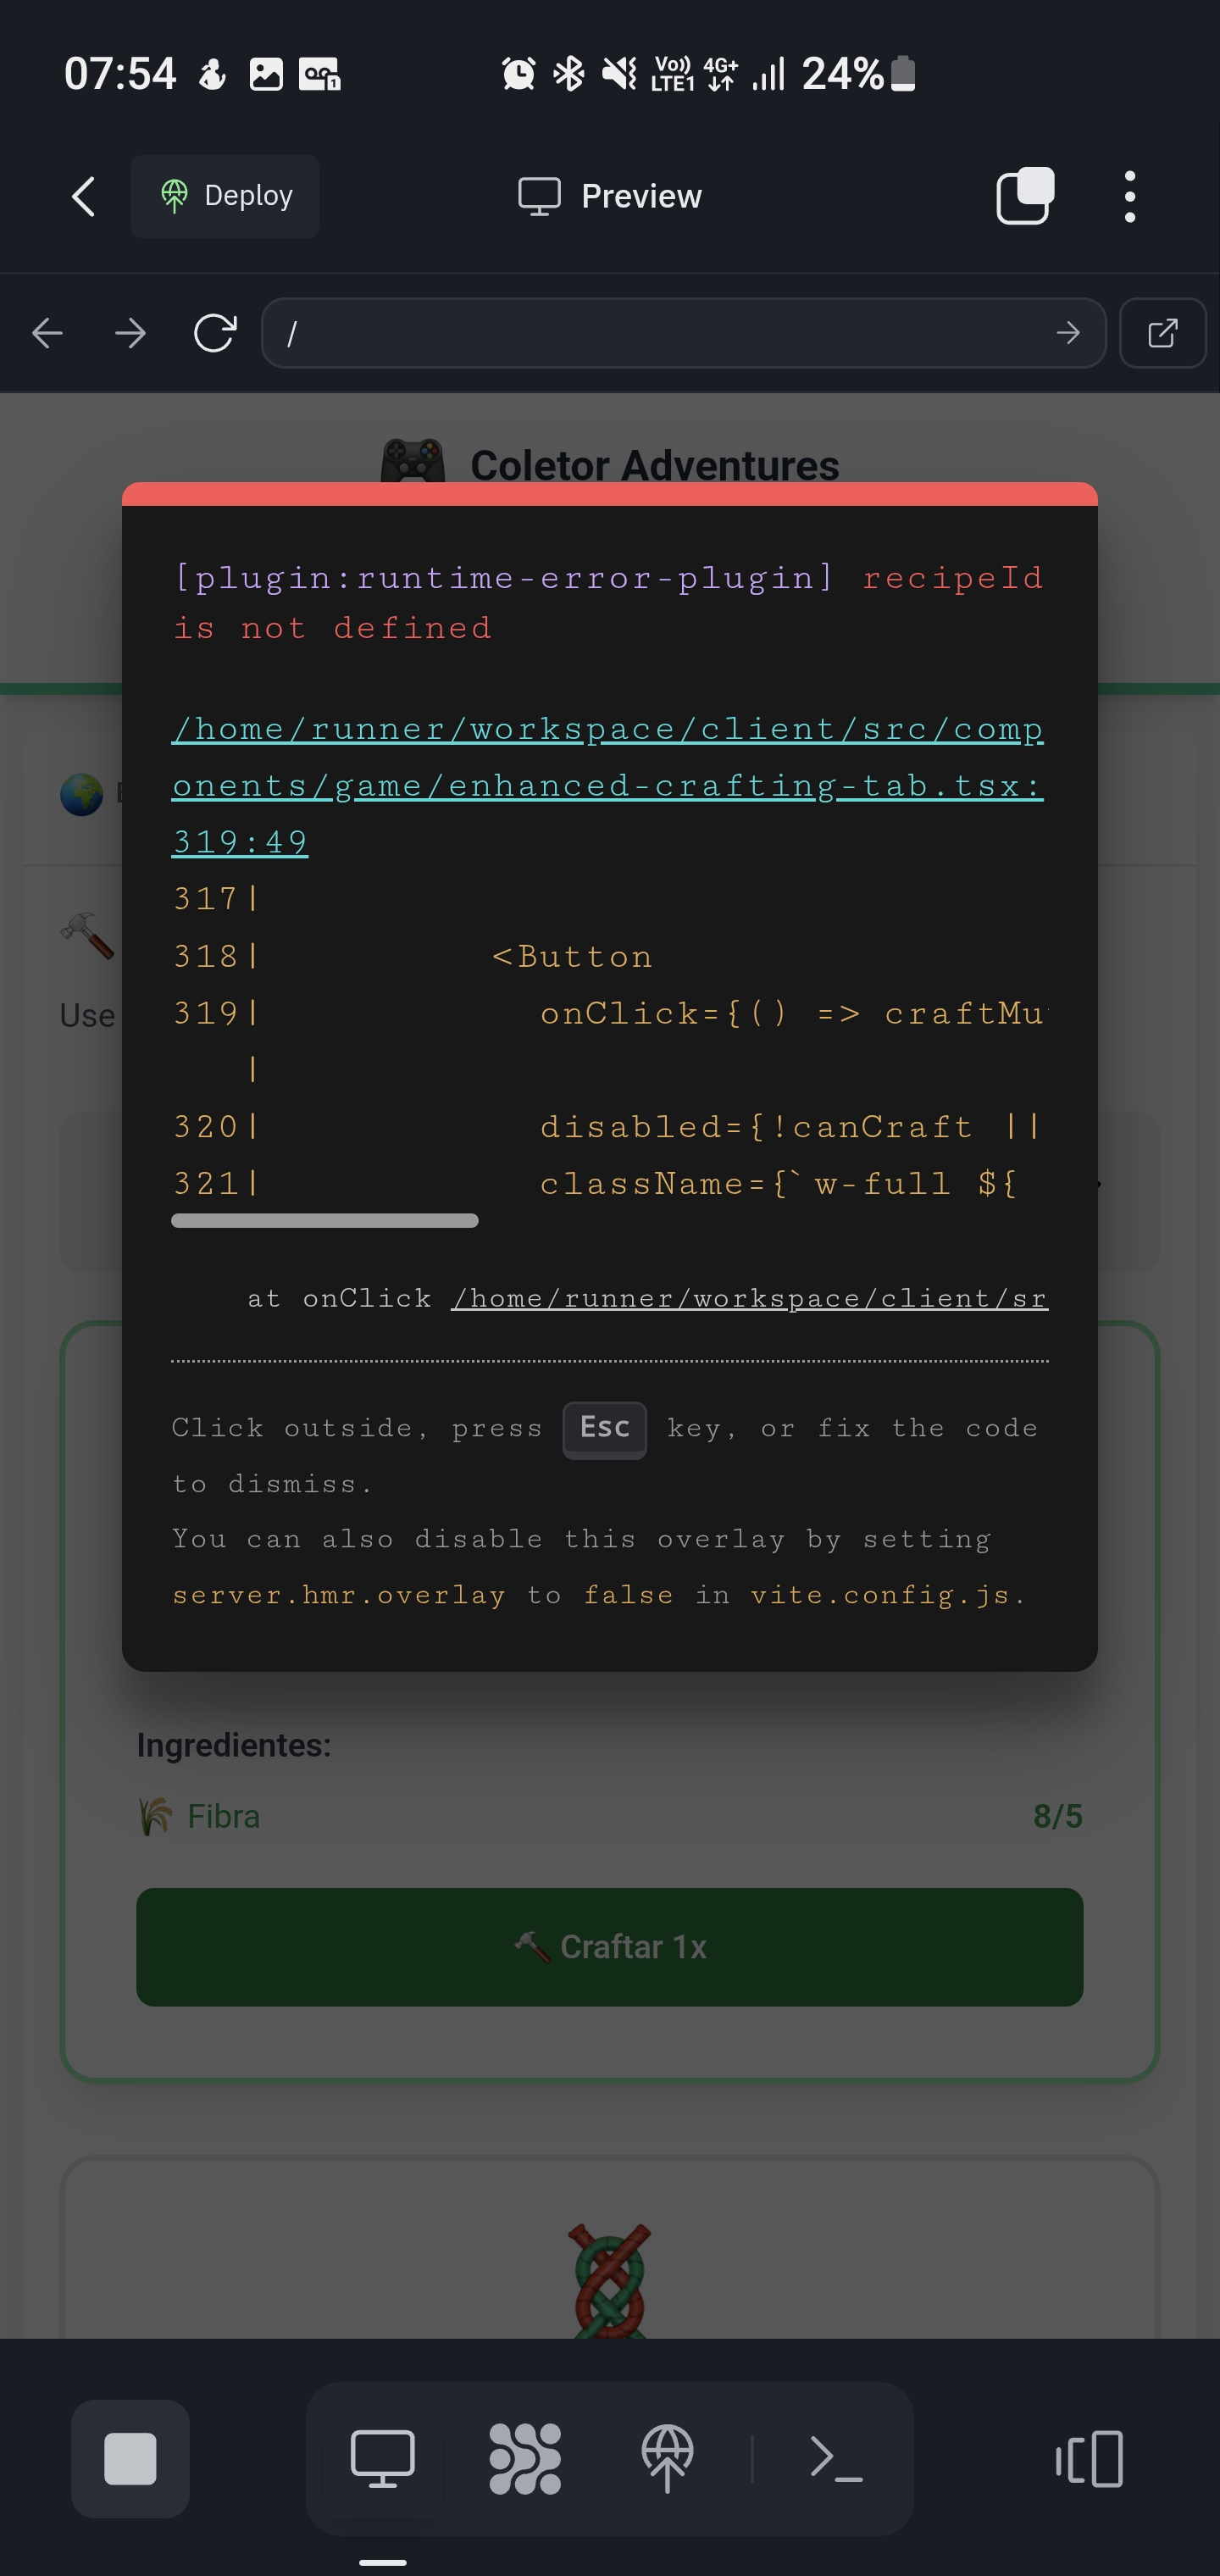 07:54
Vo)) LTE1 4G+ 24%
Deploy
Preview
/
Coletor Adventures
[plugin:runtime-error-plugin] recipeId
is not defined
/home/runner/workspace/client/src/comp
onents/game/enhanced-crafting-tab.tsx:
319:49
317|
318| <Button
319| onClick={() => craftMu
|
320| disabled={!canCraft ||
321| className={`w-full ${
at onClick /home/runner/workspace/client/sr
Use
Click outside, press Esc key, or fix the code
to dismiss.
You can also disable this overlay by setting
server.hmr.overlay to false in vite.config.js.
Ingredientes:
Fibra 8/5
Craftar 1x